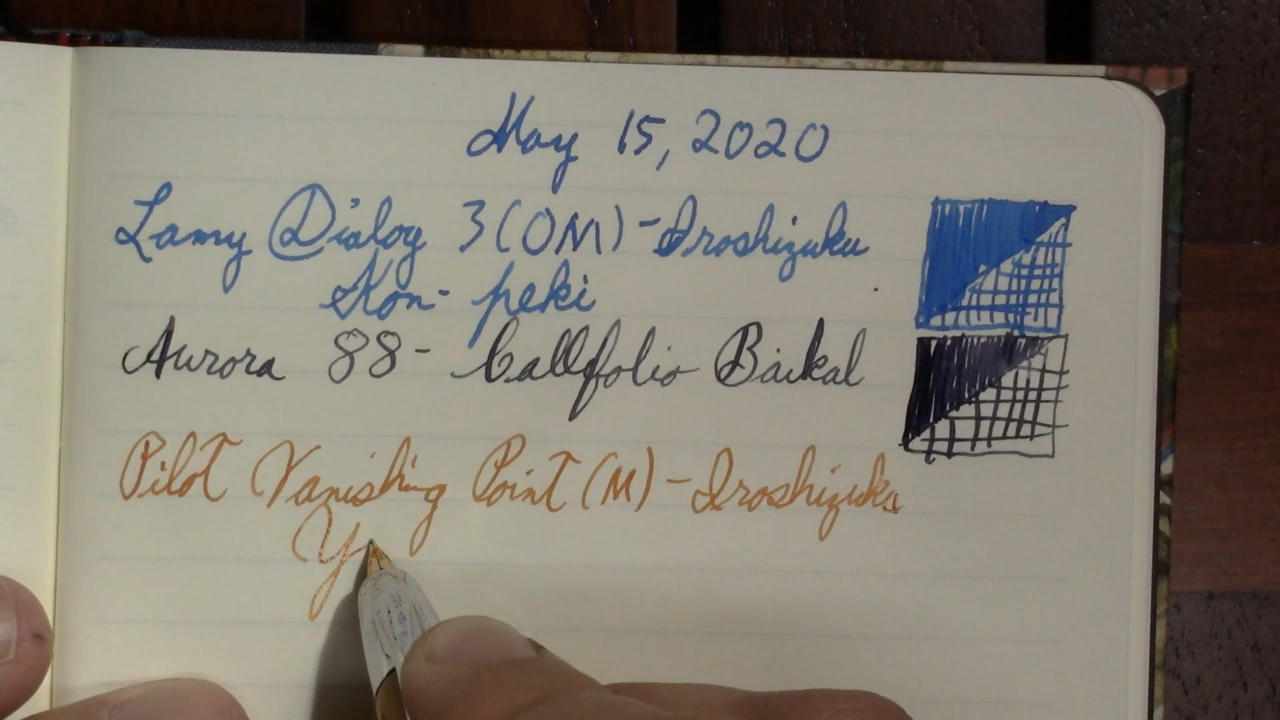 May 15, 2020
Lamy Dialog 3 (OM) - Iroshizuku
Kon-peki
Aurora 88 - Callifolio Baikal
Pilot Vanishing Point (M) - Iroshizuku
Y